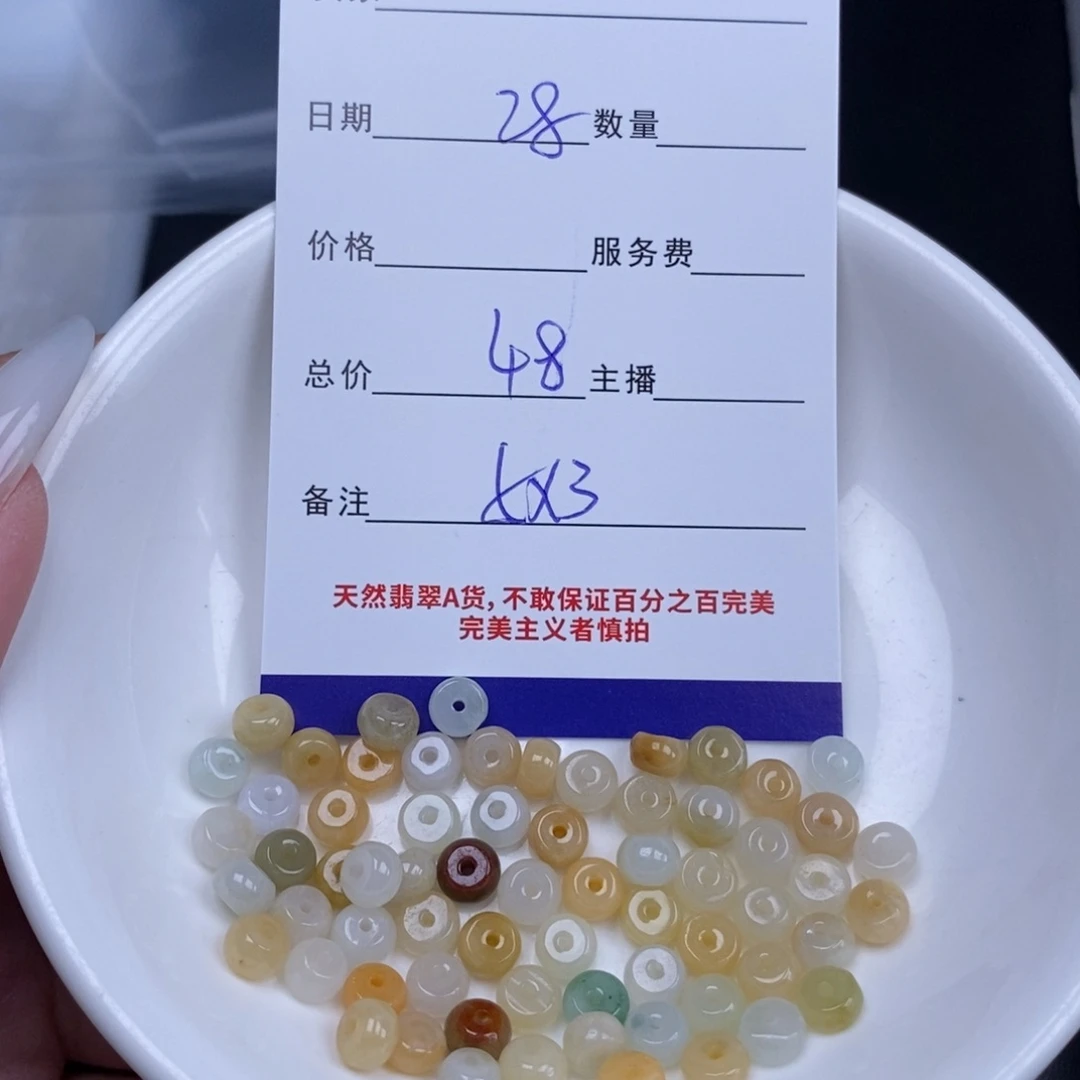 日期 28 数量
价格 服务费
总价 48 主播
备注 X3
天然翡翠A货, 不敢保证百分之百完美
完美主义者慎拍